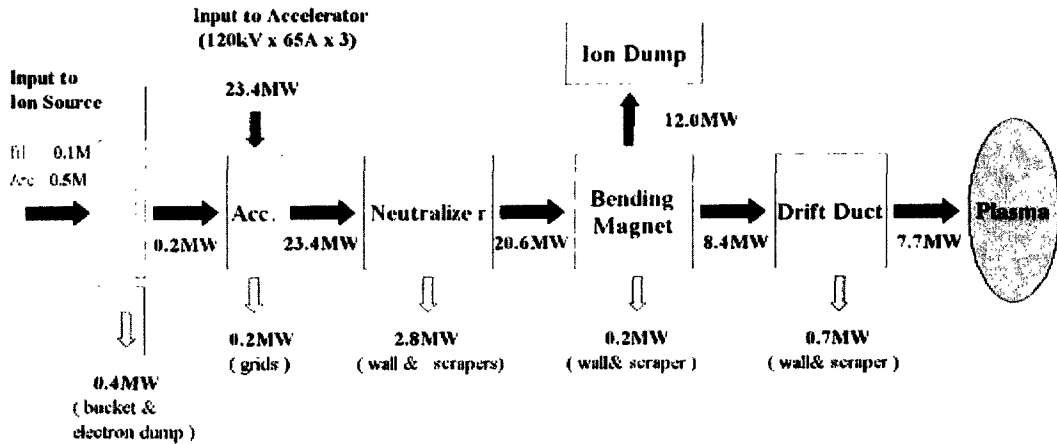 Input to Accelerator
(120kV x 65A x 3)
Ion Dump
Input to
Ion Source
23.4MW
12.0MW
fil 0.1M
Arc 0.5M
Acc.
Neutralize r
Bending
Magnet
Drift Duct
Plasma
0.2MW
23.4MW
20.6MW
8.4MW
7.7MW
0.2MW
( grids )
2.8MW
( wall & scrapers)
0.2MW
( wall& scraper )
0.7MW
(wall& scraper )
0.4MW
( bucket &
electron dump )